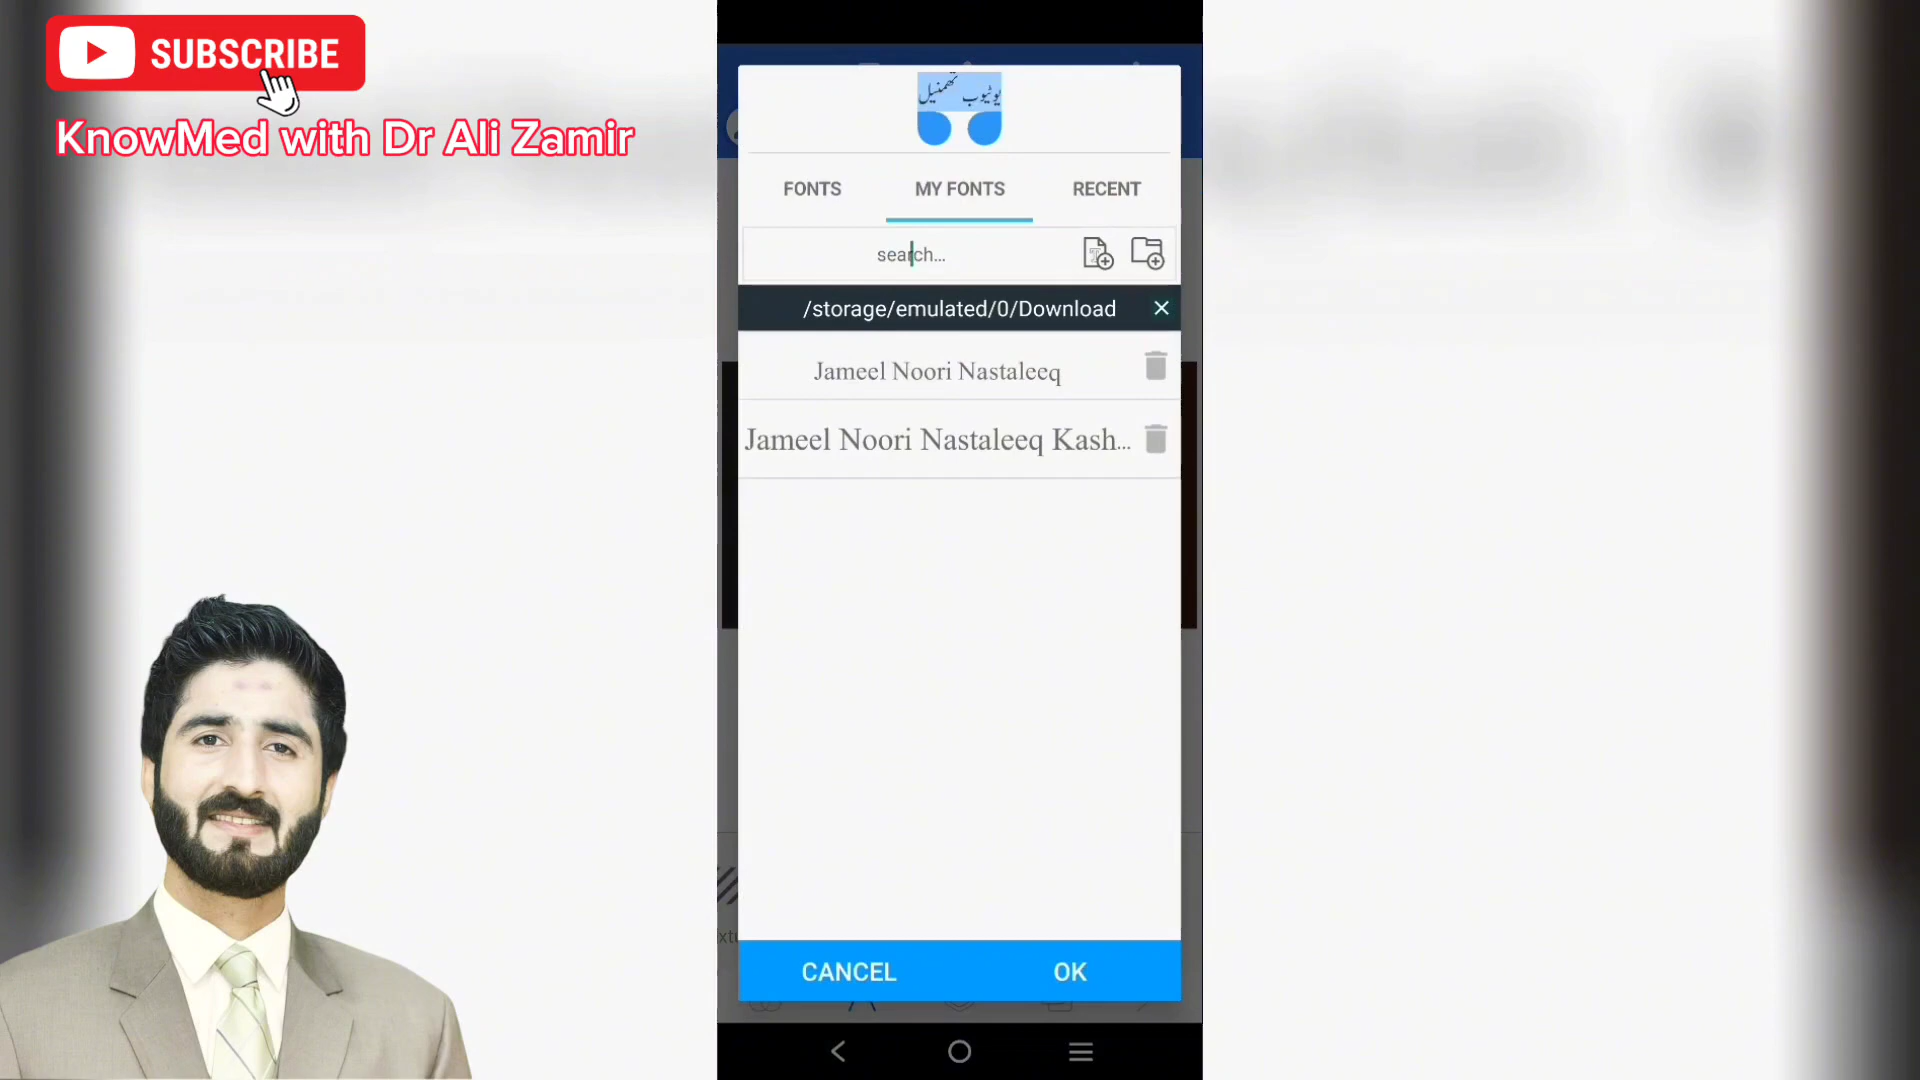 SUBSCRIBE
KnowMed with Dr Ali Zamir
یوٹیوب تھمنیل
FONTS
MY FONTS
RECENT
search...
/storage/emulated/0/Download
Jameel Noori Nastaleeq
Jameel Noori Nastaleeq Kash...
CANCEL
OK